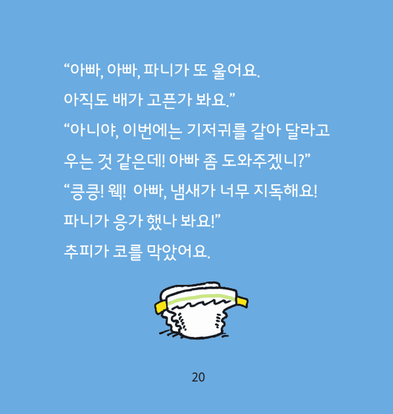 “아빠, 아빠, 파니가 또 울어요.
아직도 배가 고픈가 봐요.”
“아니야, 이번에는 기저귀를 갈아 달라고
우는 것 같은데! 아빠 좀 도와주겠니?”
“킁킁! 웩! 아빠, 냄새가 너무 지독해요!
파니가 응가 했나 봐요!”
추피가 코를 막았어요.
20